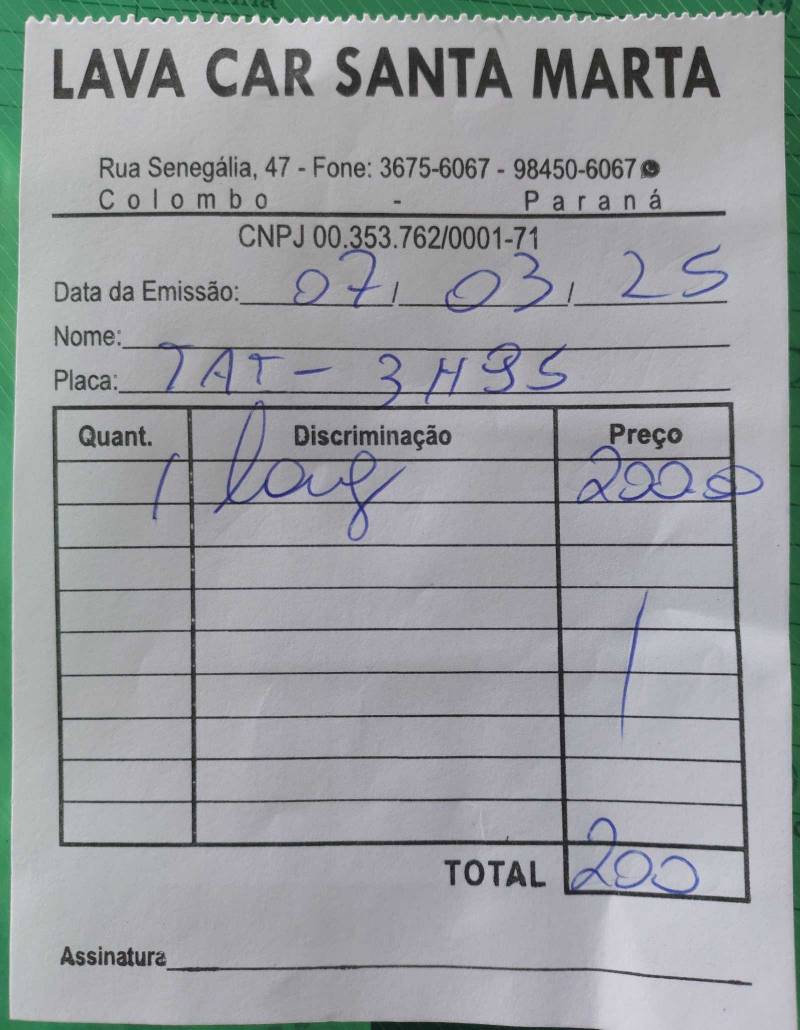 LAVA CAR SANTA MARTA
Rua Senegália, 47 - Fone: 3675-6067 - 98450-6067
Colombo - Paraná
CNPJ 00.353.762/0001-71
Data da Emissão: 07/03/25
Nome:
Placa: TAT-3H95
Quant. Discriminação Preço
1 200.00
TOTAL 200
Assinatura